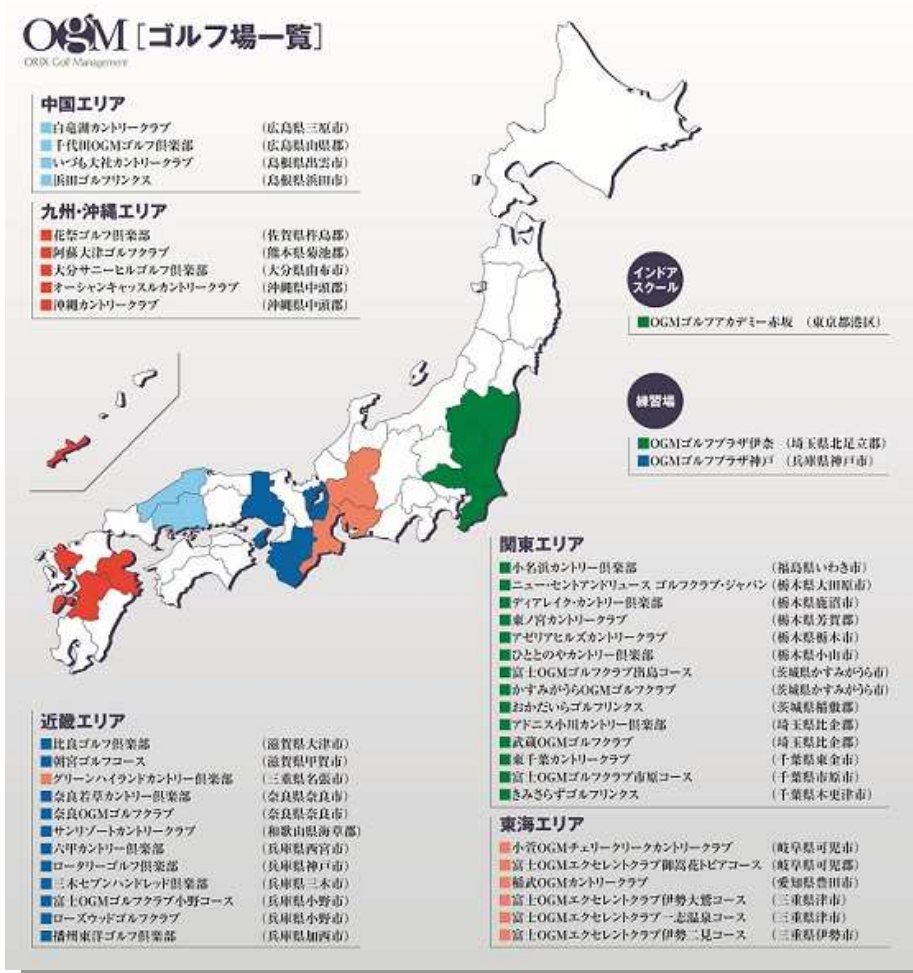 OGM [ゴルフ場一覧]
ORIX Golf Management
中国エリア
白竜湖カントリークラブ (広島県三原市)
千代田OGMゴルフ倶楽部 (広島県山県郡)
いづも大社カントリークラブ (島根県出雲市)
浜田ゴルフリンクス (島根県浜田市)
九州・沖縄エリア
花祭ゴルフ倶楽部 (佐賀県杵島郡)
阿蘇大津ゴルフクラブ (熊本県菊池郡)
大分サニーヒルゴルフ倶楽部 (大分県由布市)
オーシャンキャッスルカントリークラブ (沖縄県中頭郡)
沖縄カントリークラブ (沖縄県中頭郡)
インドア
スクール
OGMゴルフアカデミー赤坂 (東京都港区)
練習場
OGMゴルフプラザ伊奈 (埼玉県北足立郡)
OGMゴルフプラザ神戸 (兵庫県神戸市)
関東エリア
小名浜カントリー倶楽部 (福島県いわき市)
ニュー・セントアンドリュース ゴルフクラブ・ジャパン (栃木県大田原市)
ディアレイク・カントリー倶楽部 (栃木県鹿沼市)
東ノ宮カントリークラブ (栃木県芳賀郡)
アゼリアヒルズカントリークラブ (栃木県栃木市)
ひととのやカントリー倶楽部 (栃木県小山市)
富士OGMゴルフクラブ出島コース (茨城県かすみがうら市)
かすみがうらOGMゴルフクラブ (茨城県かすみがうら市)
おかだいらゴルフリンクス (茨城県稲敷郡)
アドニス小川カントリー倶楽部 (埼玉県比企郡)
武蔵OGMゴルフクラブ (埼玉県比企郡)
東千葉カントリークラブ (千葉県東金市)
富士OGMゴルフクラブ市原コース (千葉県市原市)
きみさらずゴルフリンクス (千葉県木更津市)
近畿エリア
比良ゴルフ倶楽部 (滋賀県大津市)
朝宮ゴルフコース (滋賀県甲賀市)
グリーンハイランドカントリー倶楽部 (三重県名張市)
奈良若草カントリー倶楽部 (奈良県奈良市)
奈良OGMゴルフクラブ (奈良県奈良市)
サンリゾートカントリークラブ (和歌山県海草郡)
六甲カントリー倶楽部 (兵庫県西宮市)
ロータリーゴルフ倶楽部 (兵庫県神戸市)
三木セブンハンドレッド倶楽部 (兵庫県三木市)
富士OGMゴルフクラブ小野コース (兵庫県小野市)
ローズウッドゴルフクラブ (兵庫県小野市)
播州東洋ゴルフ倶楽部 (兵庫県加西市)
東海エリア
小萱OGMチェリークリークカントリークラブ (岐阜県可児市)
富士OGMエクセレントクラブ御嵩花トピアコース (岐阜県可児郡)
稲武OGMカントリークラブ (愛知県豊田市)
富士OGMエクセレントクラブ伊勢大鷲コース (三重県津市)
富士OGMエクセレントクラブ一志温泉コース (三重県津市)
富士OGMエクセレントクラブ伊勢二見コース (三重県伊勢市)